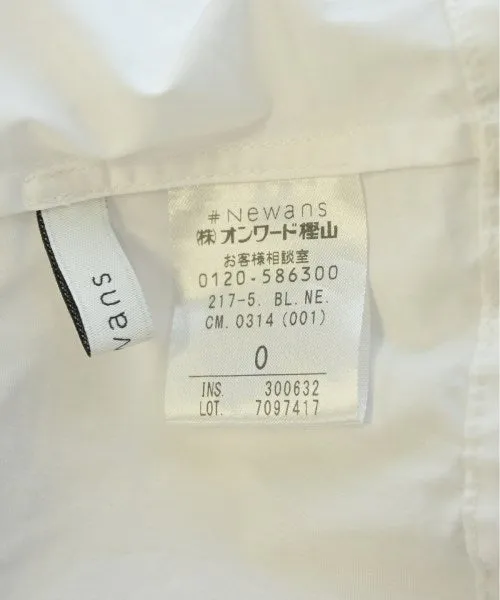 #Newans
(株)オンワード樫山
お客様相談室
0120-586300
217-5. BL. NE.
CM. 0314 (001)
0
INS. 300632
LOT. 7097417
vans